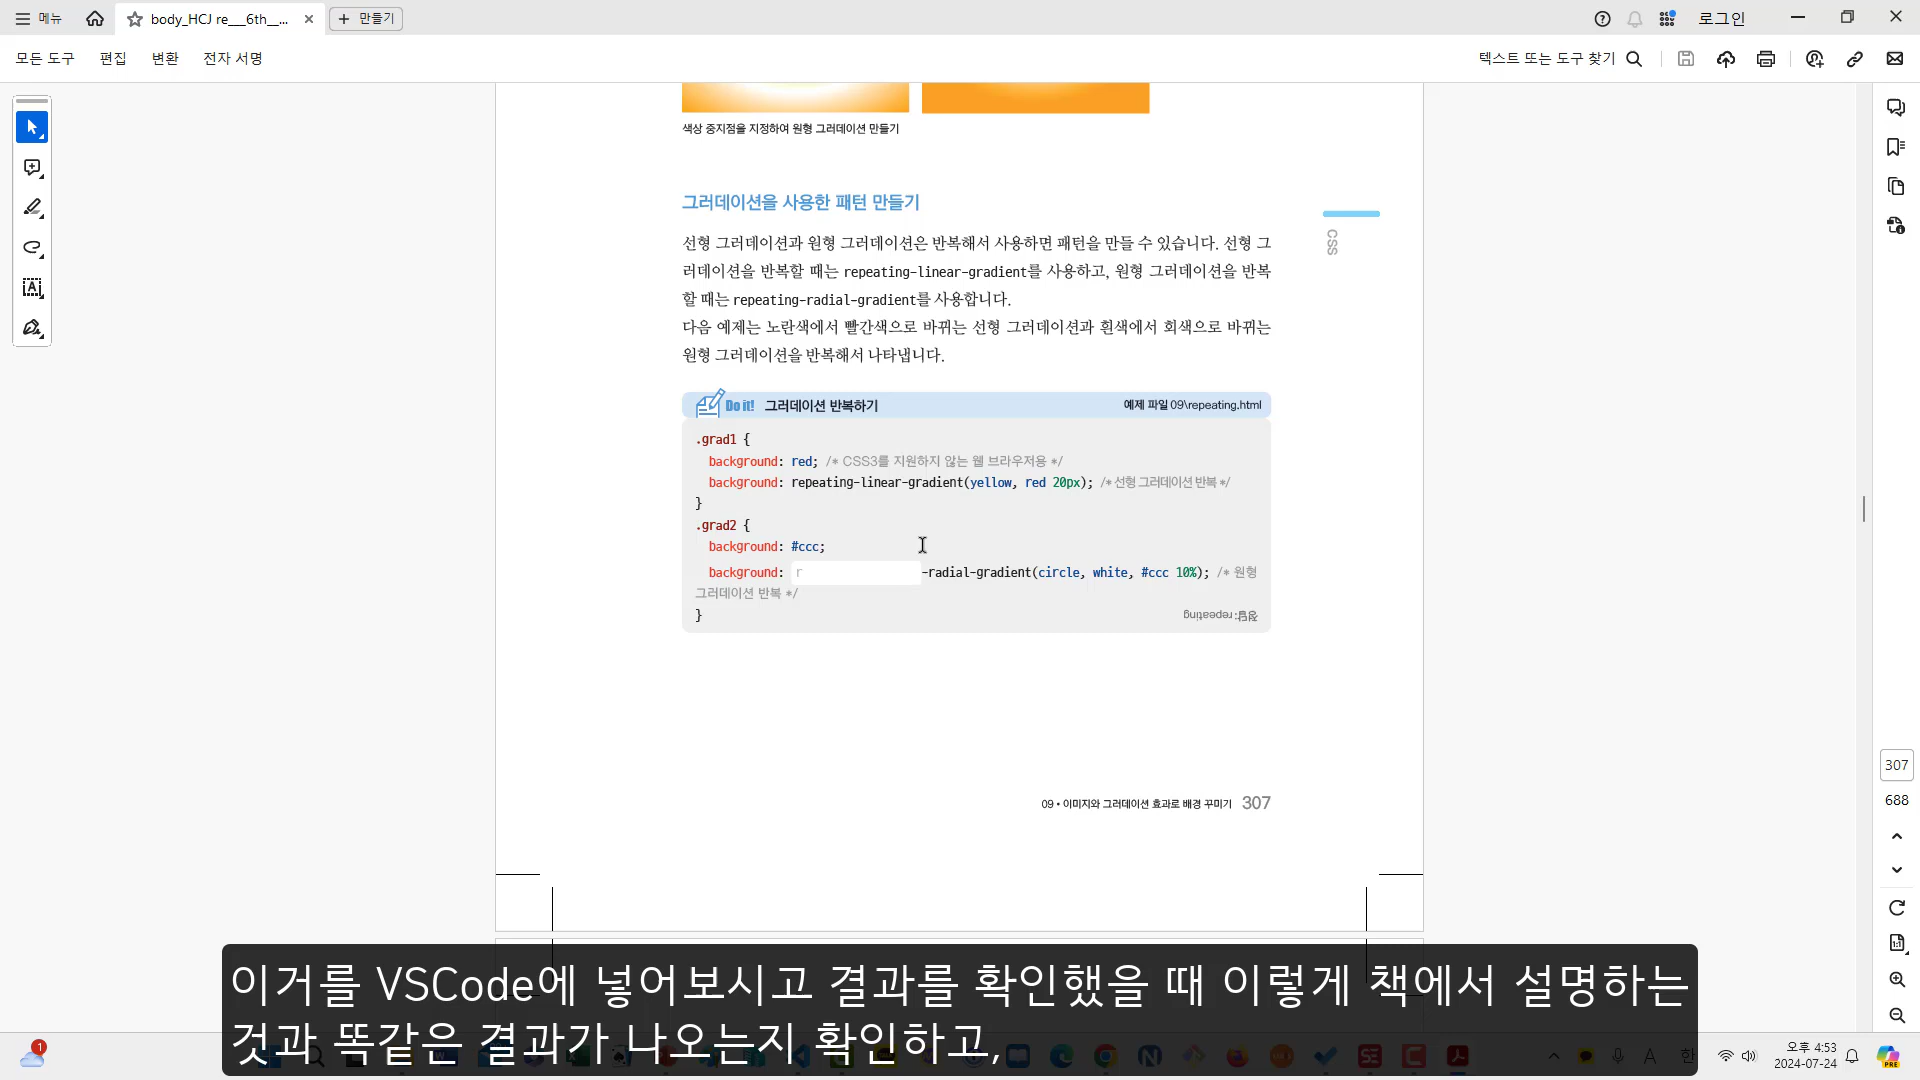 메뉴
body_HCJ re___6th__...
만들기
로그인
모든 도구
편집
변환
전자 서명
텍스트 또는 도구 찾기
색상 중지점을 지정하여 원형 그러데이션 만들기
그러데이션을 사용한 패턴 만들기
선형 그러데이션과 원형 그러데이션은 반복해서 사용하면 패턴을 만들 수 있습니다. 선형 그
러데이션을 반복할 때는 repeating-linear-gradient를 사용하고, 원형 그러데이션을 반복
할 때는 repeating-radial-gradient를 사용합니다.
다음 예제는 노란색에서 빨간색으로 바뀌는 선형 그러데이션과 흰색에서 회색으로 바뀌는
원형 그러데이션을 반복해서 나타냅니다.
CSS
Do it! 그러데이션 반복하기
예제 파일 09\repeating.html
.grad1 {
background: red; /* CSS3를 지원하지 않는 웹 브라우저용 */
background: repeating-linear-gradient(yellow, red 20px); /* 선형 그러데이션 반복 */
}
.grad2 {
background: #ccc;
background: r -radial-gradient(circle, white, #ccc 10%); /* 원형
그러데이션 반복 */
}
정답: repeating
09 • 이미지와 그러데이션 효과로 배경 꾸미기 307
307
688
이거를 VSCode에 넣어보시고 결과를 확인했을 때 이렇게 책에서 설명하는
것과 똑같은 결과가 나오는지 확인하고,
1
A
한
오후 4:53
2024-07-24
PRE